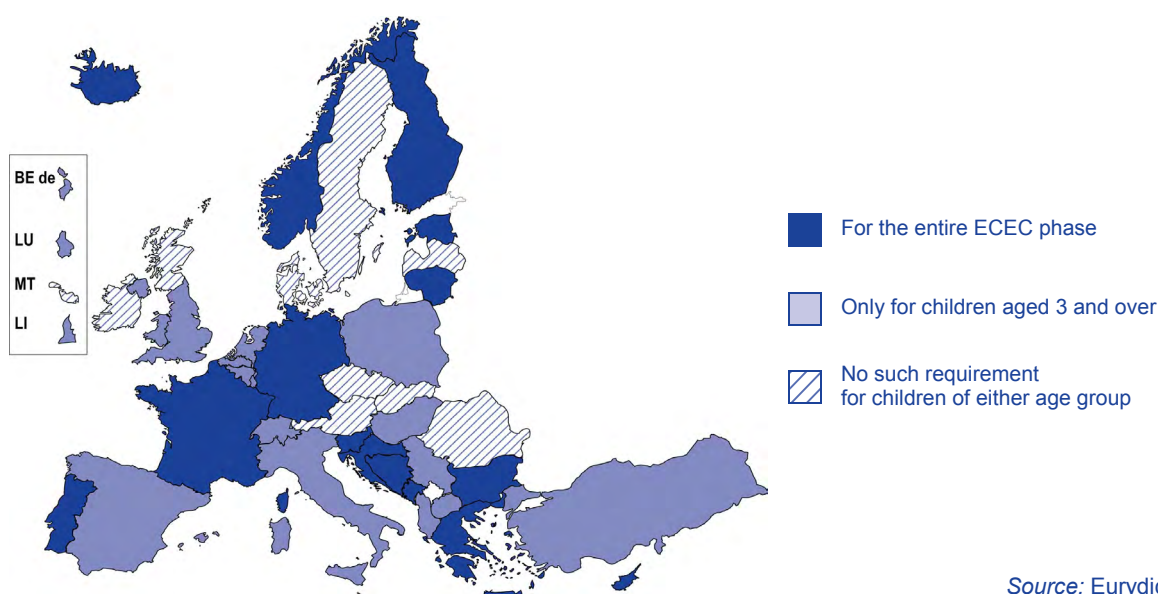 BE de
LU
MT
LI
For the entire ECEC phase
Only for children aged 3 and over
No such requirement
for children of either age group
Source: